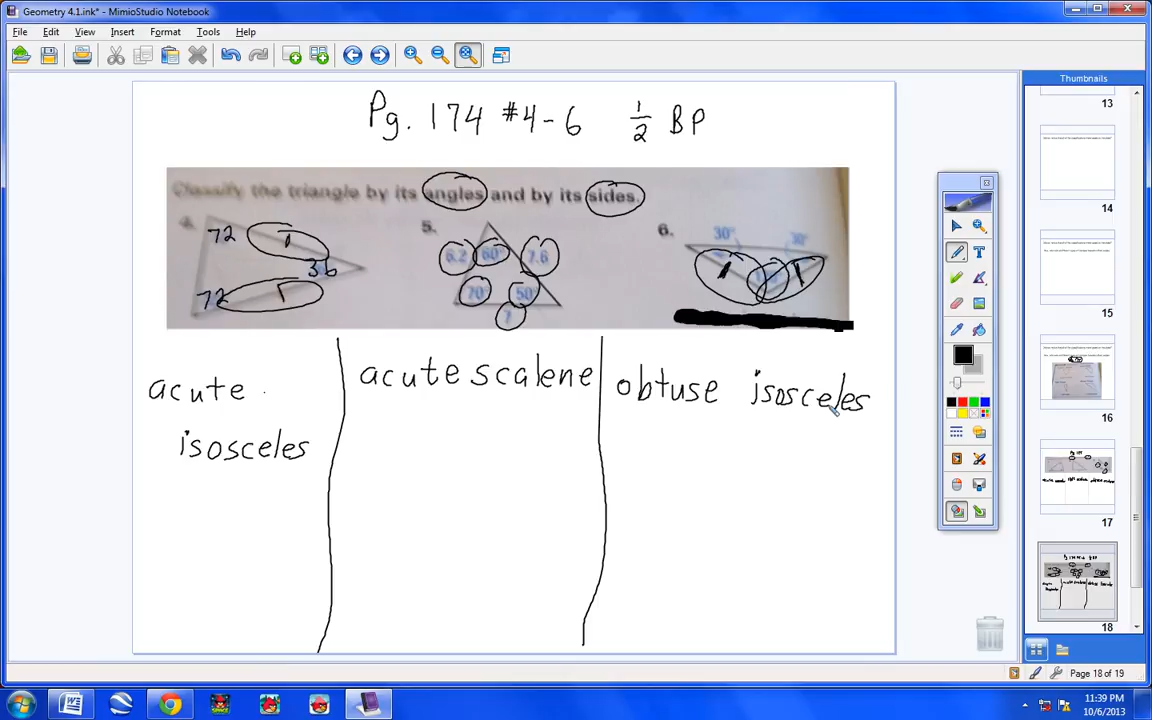 Geometry 4.1.ink* - MimioStudio Notebook
File Edit View Insert Format Tools Help
Pg. 174 #4-6 1/2 BP
Classify the triangle by its angles and by its sides.
4. 5. 6.
72 36 72
6.2 60° 7.6 70° 50° 7
30° 30°
acute isosceles
acute scalene
obtuse isosceles
Thumbnails
13
14
15
16
17
18
Page 18 of 19
11:39 PM
10/6/2013